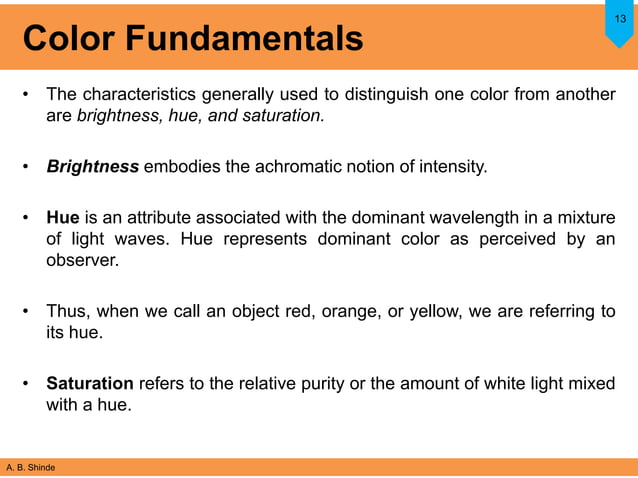 13
Color Fundamentals
• The characteristics generally used to distinguish one color from another
are brightness, hue, and saturation.
• Brightness embodies the achromatic notion of intensity.
• Hue is an attribute associated with the dominant wavelength in a mixture
of light waves. Hue represents dominant color as perceived by an
observer.
• Thus, when we call an object red, orange, or yellow, we are referring to
its hue.
• Saturation refers to the relative purity or the amount of white light mixed
with a hue.
A. B. Shinde